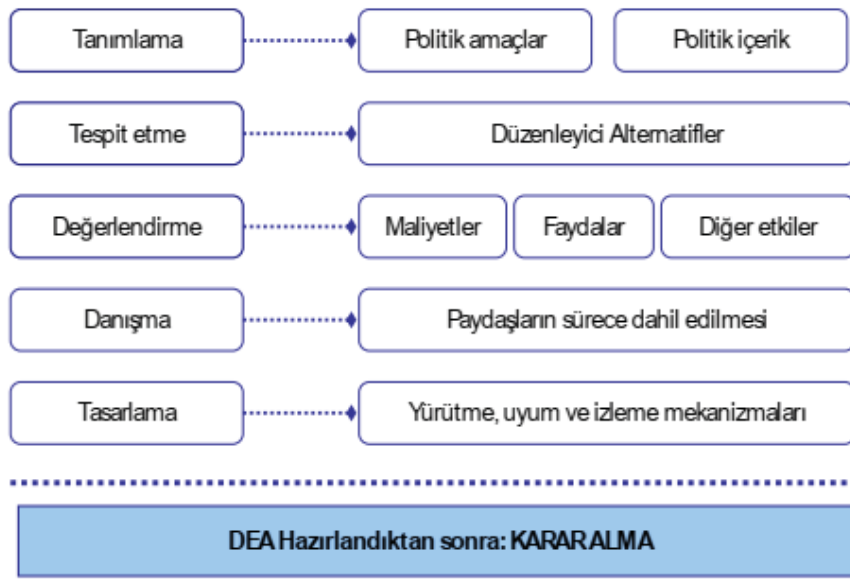 Tanımlama
Politik amaçlar
Politik içerik
Tespit etme
Düzenleyici Alternatifler
Değerlendirme
Maliyetler
Faydalar
Diğer etkiler
Danışma
Paydaşların sürece dahil edilmesi
Tasarlama
Yürütme, uyum ve izleme mekanizmaları
DEA Hazırlandıktan sonra: KARAR ALMA